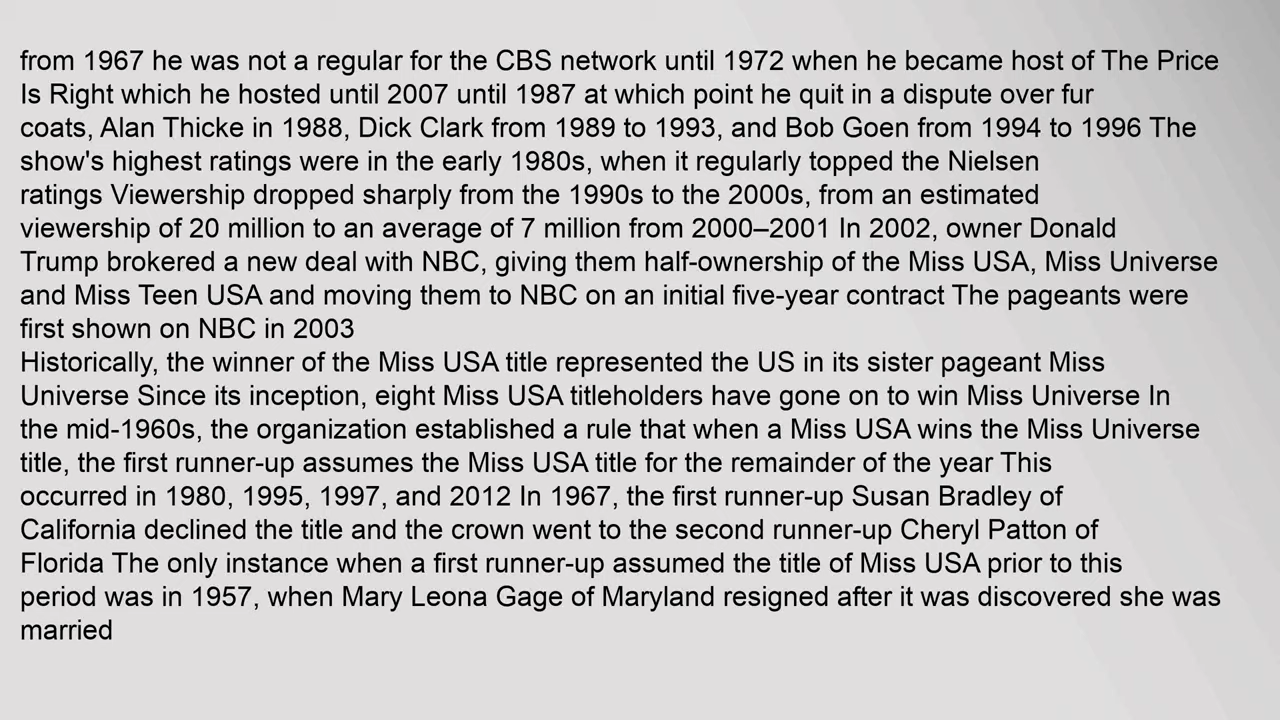 from 1967 he was not a regular for the CBS network until 1972 when he became host of The Price
Is Right which he hosted until 2007 until 1987 at which point he quit in a dispute over fur
coats, Alan Thicke in 1988, Dick Clark from 1989 to 1993, and Bob Goen from 1994 to 1996 The
show's highest ratings were in the early 1980s, when it regularly topped the Nielsen
ratings Viewership dropped sharply from the 1990s to the 2000s, from an estimated
viewership of 20 million to an average of 7 million from 2000–2001 In 2002, owner Donald
Trump brokered a new deal with NBC, giving them half-ownership of the Miss USA, Miss Universe
and Miss Teen USA and moving them to NBC on an initial five-year contract The pageants were
first shown on NBC in 2003
Historically, the winner of the Miss USA title represented the US in its sister pageant Miss
Universe Since its inception, eight Miss USA titleholders have gone on to win Miss Universe In
the mid-1960s, the organization established a rule that when a Miss USA wins the Miss Universe
title, the first runner-up assumes the Miss USA title for the remainder of the year This
occurred in 1980, 1995, 1997, and 2012 In 1967, the first runner-up Susan Bradley of
California declined the title and the crown went to the second runner-up Cheryl Patton of
Florida The only instance when a first runner-up assumed the title of Miss USA prior to this
period was in 1957, when Mary Leona Gage of Maryland resigned after it was discovered she was
married